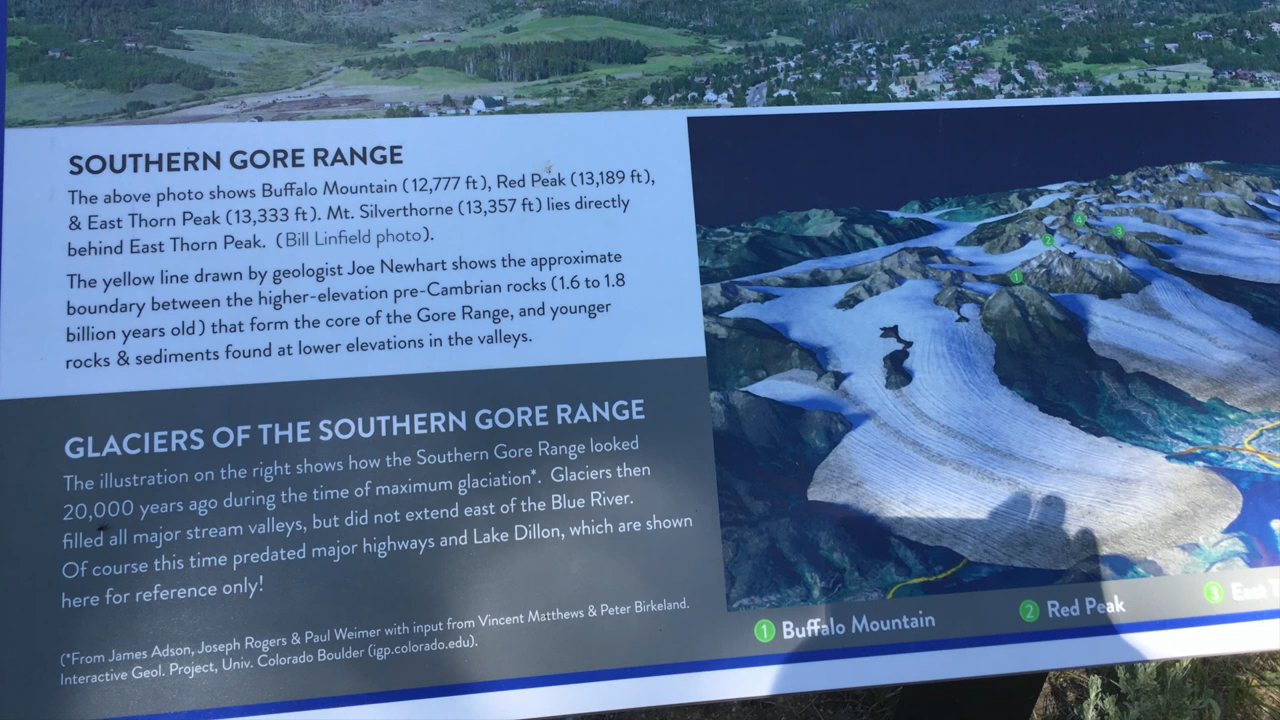 SOUTHERN GORE RANGE
The above photo shows Buffalo Mountain (12,777 ft), Red Peak (13,189 ft),
& East Thorn Peak (13,333 ft). Mt. Silverthorne (13,357 ft) lies directly
behind East Thorn Peak. (Bill Linfield photo).
The yellow line drawn by geologist Joe Newhart shows the approximate
boundary between the higher-elevation pre-Cambrian rocks (1.6 to 1.8
billion years old) that form the core of the Gore Range, and younger
rocks & sediments found at lower elevations in the valleys.
GLACIERS OF THE SOUTHERN GORE RANGE
The illustration on the right shows how the Southern Gore Range looked
20,000 years ago during the time of maximum glaciation*. Glaciers then
filled all major stream valleys, but did not extend east of the Blue River.
Of course this time predated major highways and Lake Dillon, which are shown
here for reference only!
(*From James Adson, Joseph Rogers & Paul Weimer with input from Vincent Matthews & Peter Birkeland.
Interactive Geol. Project, Univ. Colorado Boulder (igp.colorado.edu).
4
3
2
1
1 Buffalo Mountain
2 Red Peak
3 East